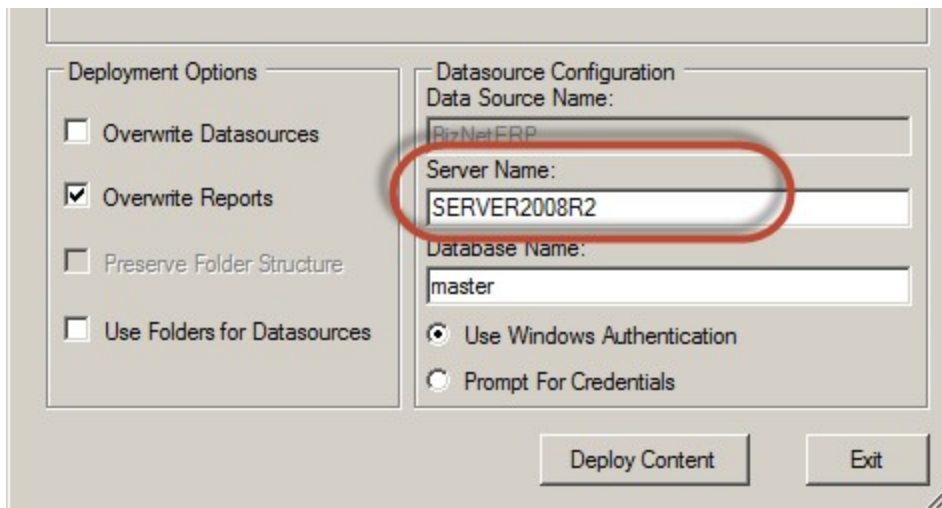 Deployment Options
Overwrite Datasources
Overwrite Reports
Preserve Folder Structure
Use Folders for Datasources
Datasource Configuration
Data Source Name:
BizNetERP
Server Name:
SERVER2008R2
Database Name:
master
Use Windows Authentication
Prompt For Credentials
Deploy Content
Exit